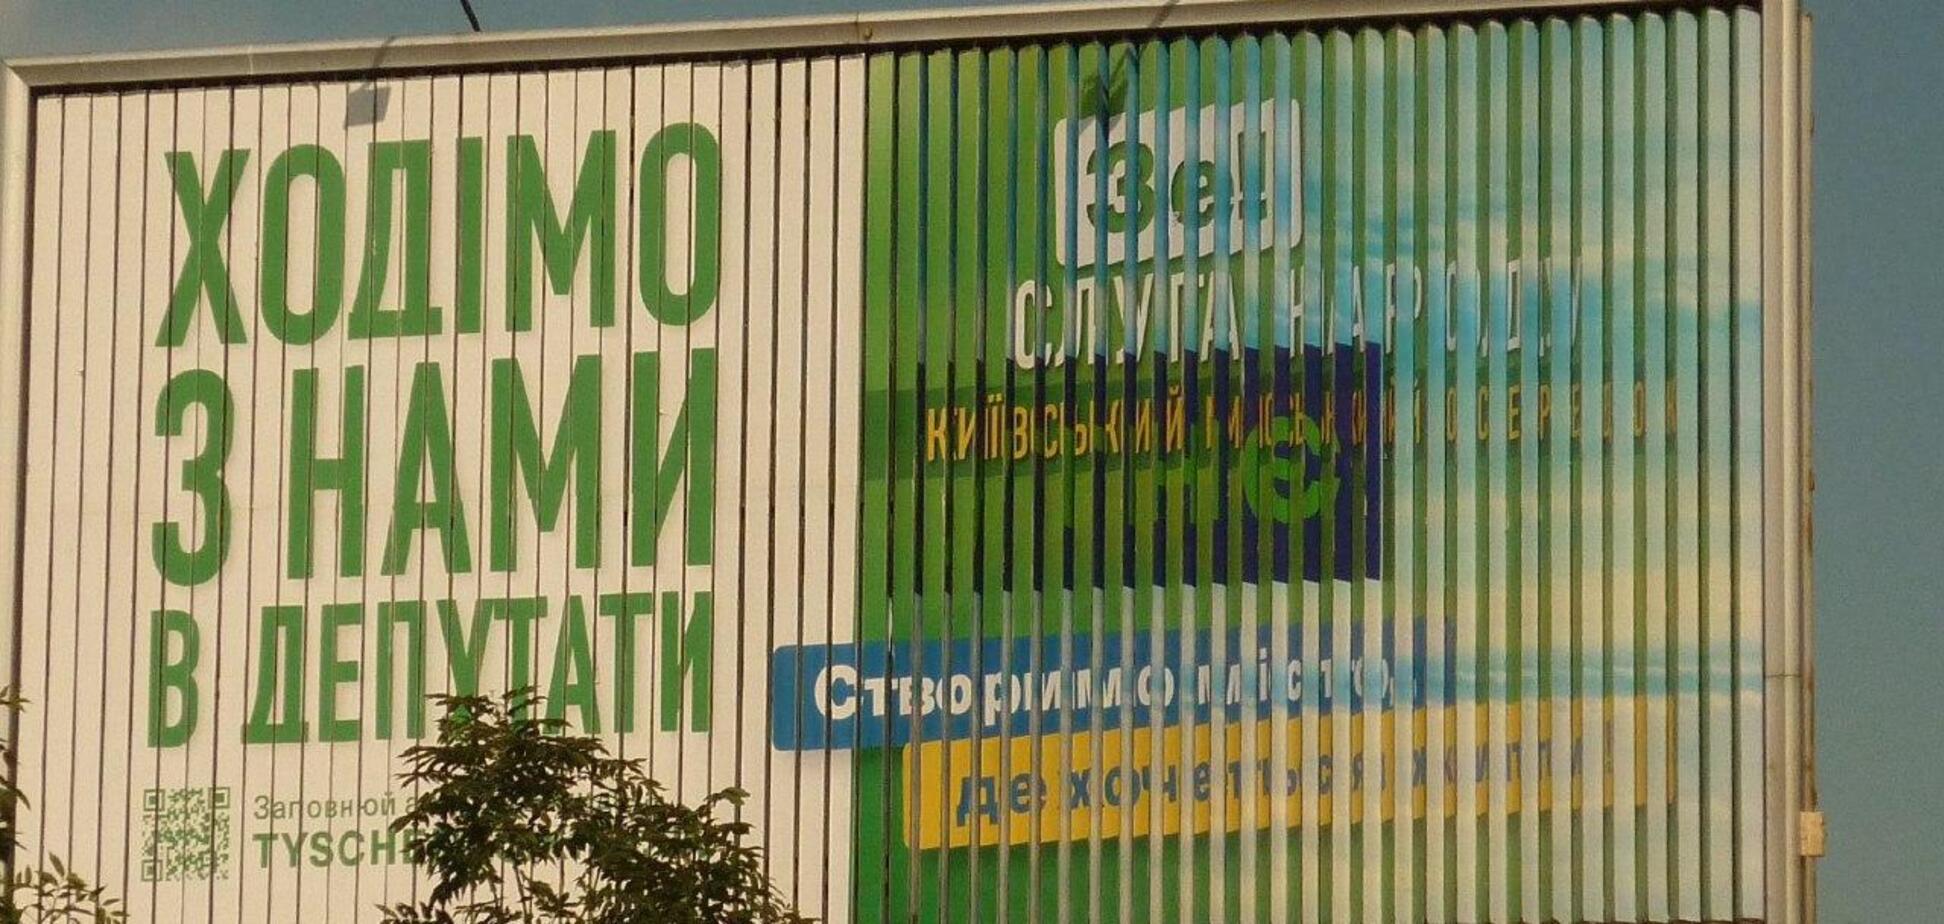 ХОДІМО
З НАМИ
В ДЕПУТАТИ
Заповнюй
TYSCHE
Зе!
СЛУГА НАРОДУ
КИЇВСЬКИЙ МІСЬКИЙ ОСЕРЕДОК
Створимо місто,
де хочеться жити!